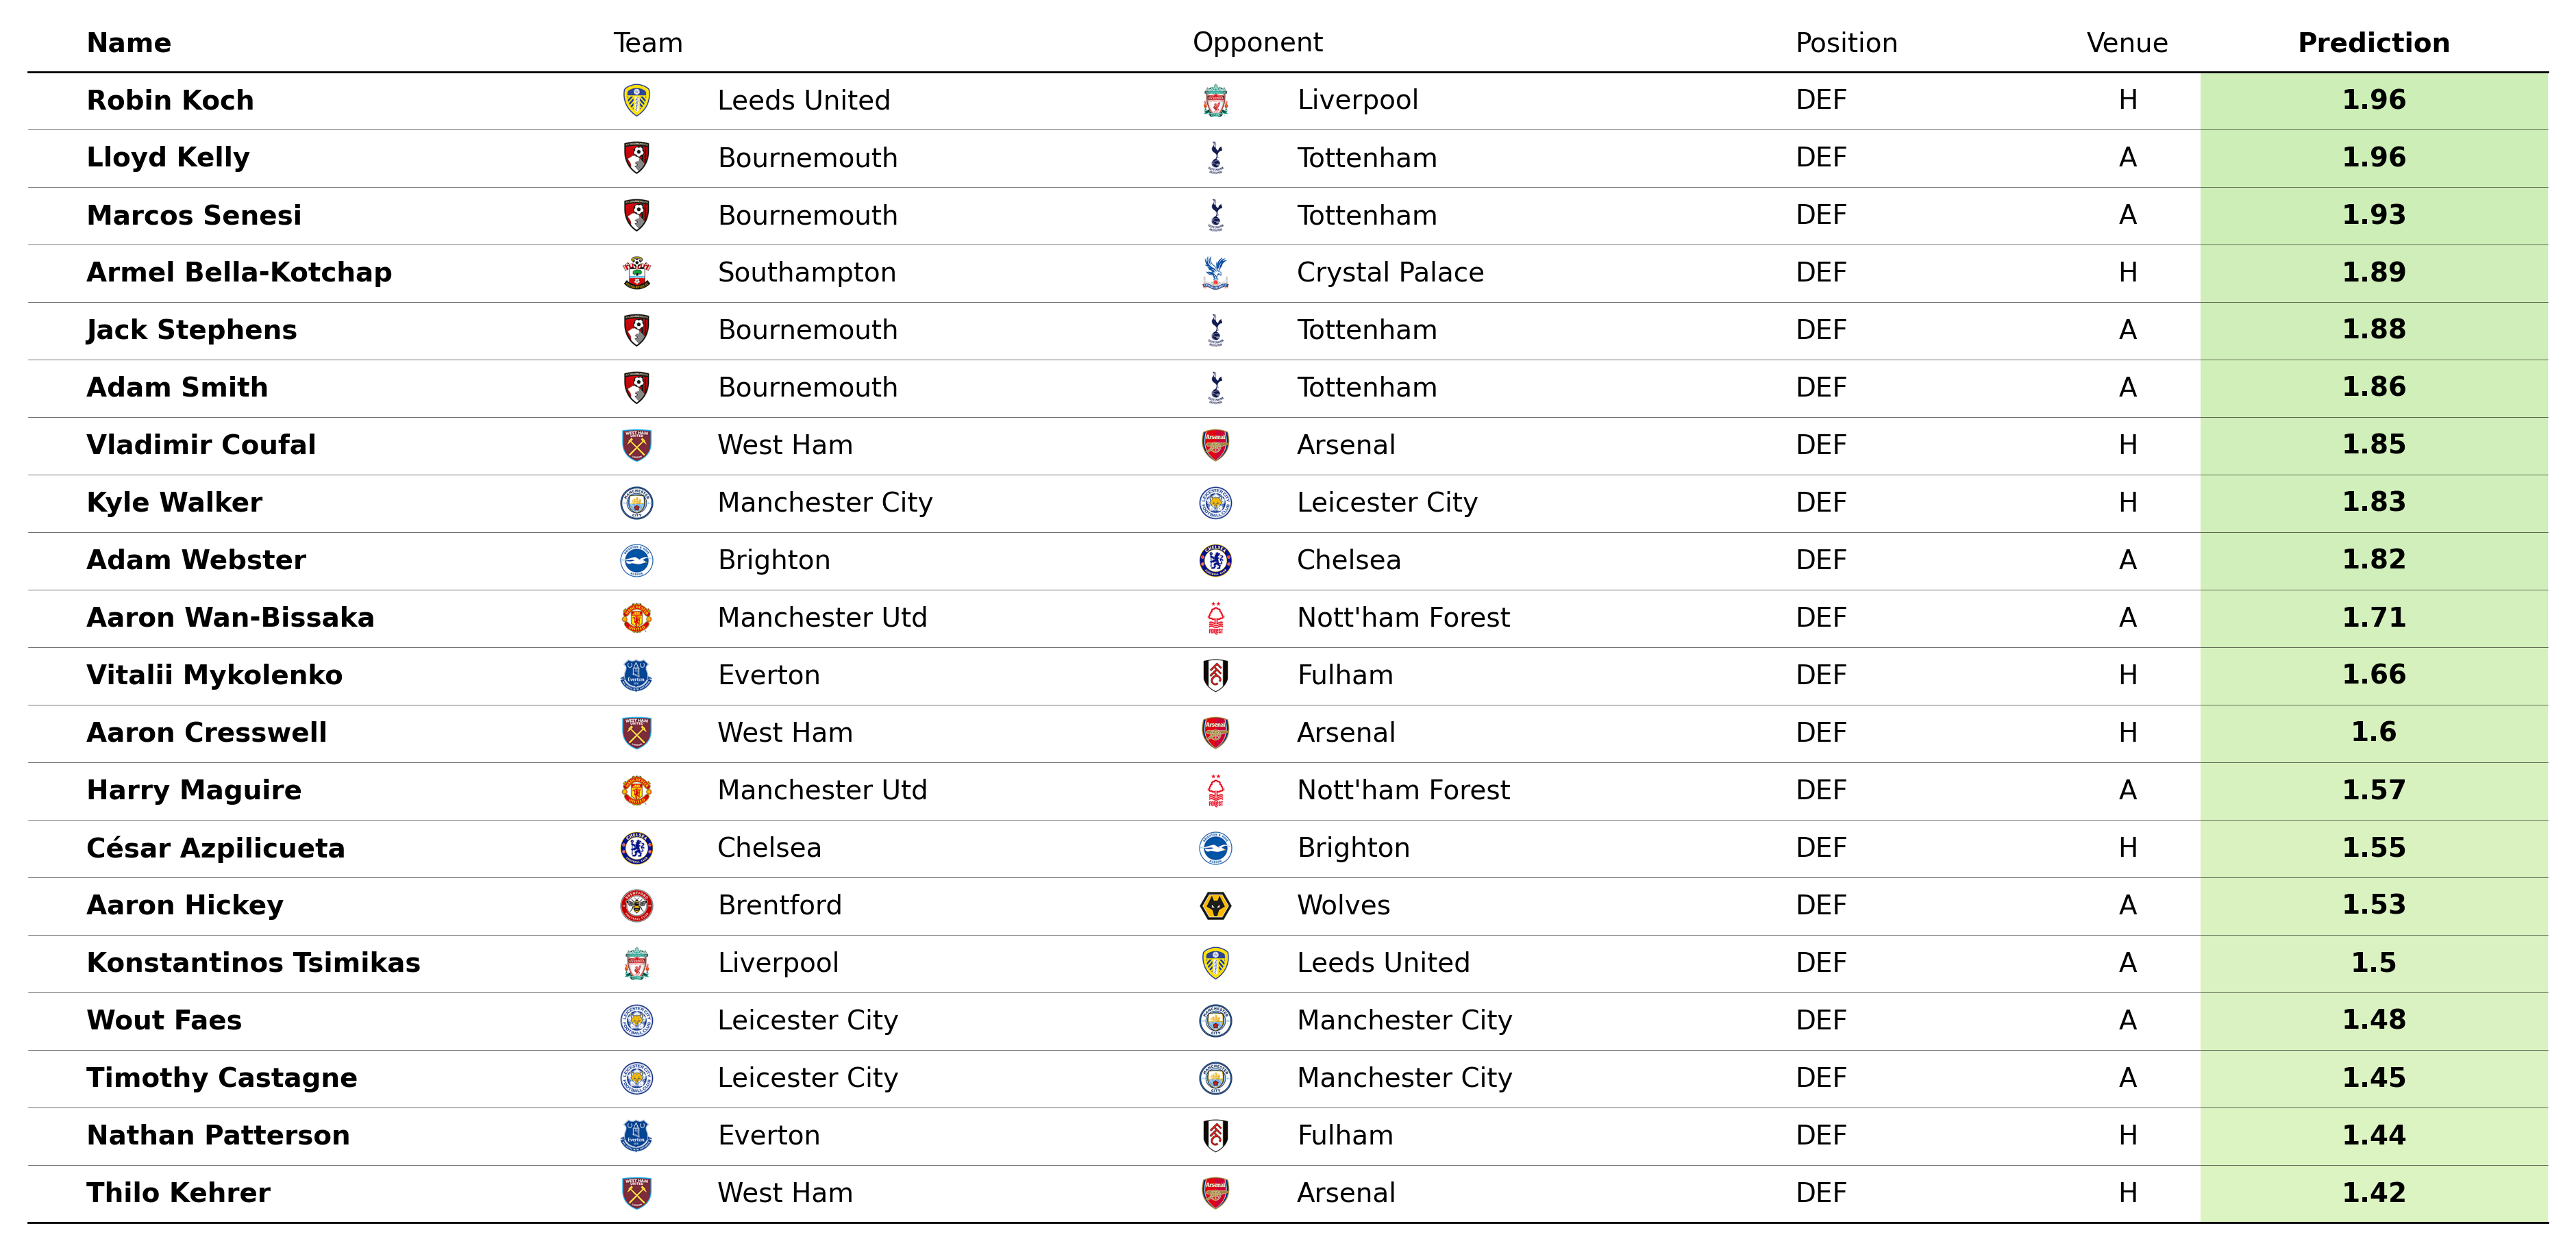 Name Team Opponent Position Venue Prediction
Robin Koch Leeds United Liverpool DEF H 1.96
Lloyd Kelly Bournemouth Tottenham DEF A 1.96
Marcos Senesi Bournemouth Tottenham DEF A 1.93
Armel Bella-Kotchap Southampton Crystal Palace DEF H 1.89
Jack Stephens Bournemouth Tottenham DEF A 1.88
Adam Smith Bournemouth Tottenham DEF A 1.86
Vladimir Coufal West Ham Arsenal DEF H 1.85
Kyle Walker Manchester City Leicester City DEF H 1.83
Adam Webster Brighton Chelsea DEF A 1.82
Aaron Wan-Bissaka Manchester Utd Nott'ham Forest DEF A 1.71
Vitalii Mykolenko Everton Fulham DEF H 1.66
Aaron Cresswell West Ham Arsenal DEF H 1.6
Harry Maguire Manchester Utd Nott'ham Forest DEF A 1.57
César Azpilicueta Chelsea Brighton DEF H 1.55
Aaron Hickey Brentford Wolves DEF A 1.53
Konstantinos Tsimikas Liverpool Leeds United DEF A 1.5
Wout Faes Leicester City Manchester City DEF A 1.48
Timothy Castagne Leicester City Manchester City DEF A 1.45
Nathan Patterson Everton Fulham DEF H 1.44
Thilo Kehrer West Ham Arsenal DEF H 1.42